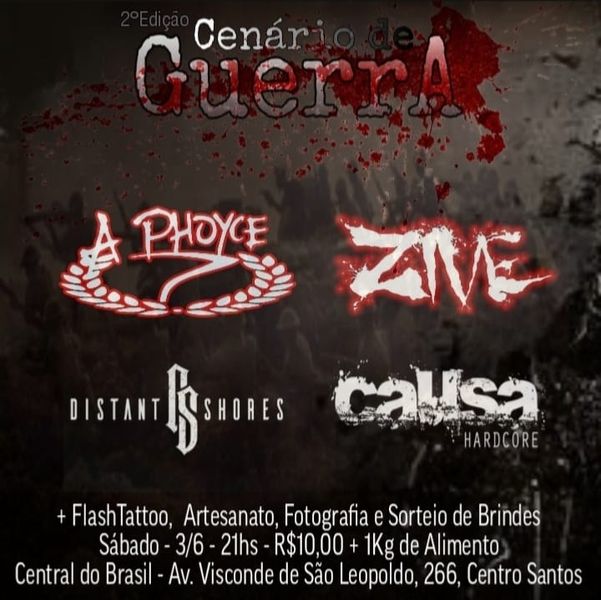 2ºEdição
Cenário de
GuerrA
A PHOYCE
ZIVE
DISTANT DS SHORES
caUsa
HARDCORE
+ FlashTattoo, Artesanato, Fotografia e Sorteio de Brindes
Sábado - 3/6 - 21hs - R$10,00 + 1Kg de Alimento
Central do Brasil - Av. Visconde de São Leopoldo, 266, Centro Santos